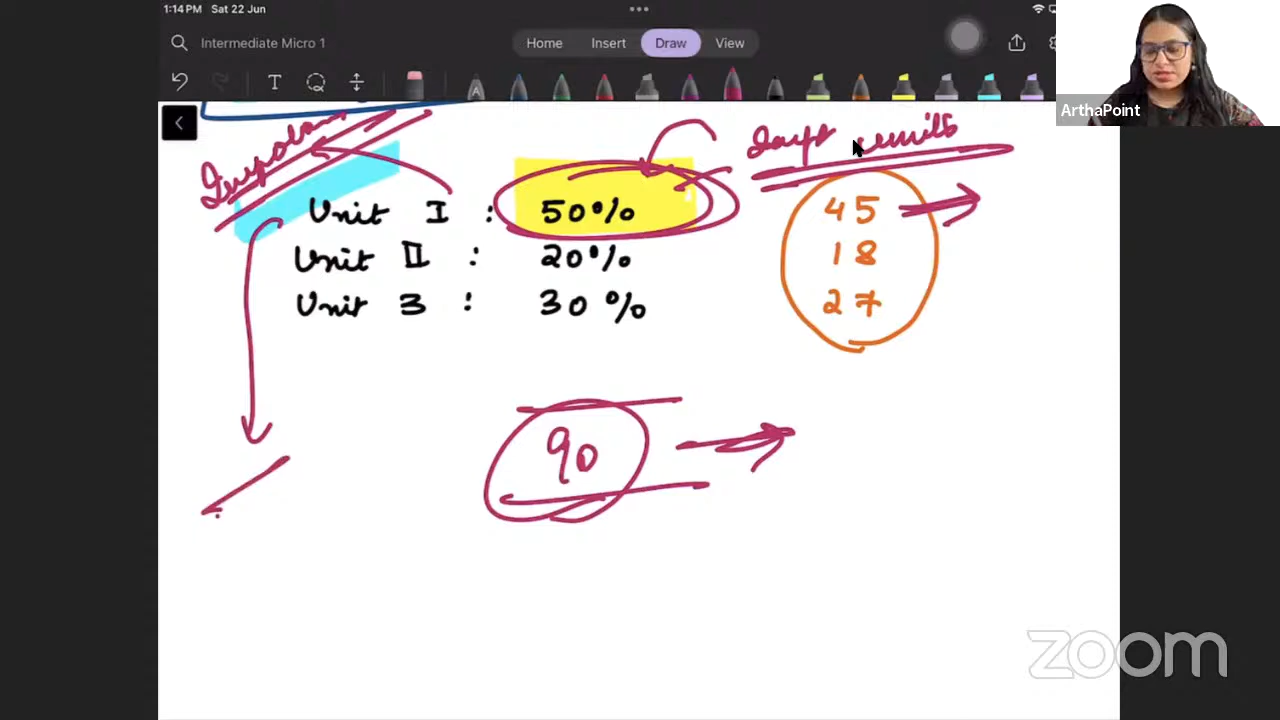 1:14 PM Sat 22 Jun
Intermediate Micro 1
Home Insert Draw View
ArthaPoint
Unit I : 50%
Unit II : 20%
Unit 3 : 30%
45
18
27
90
zoom